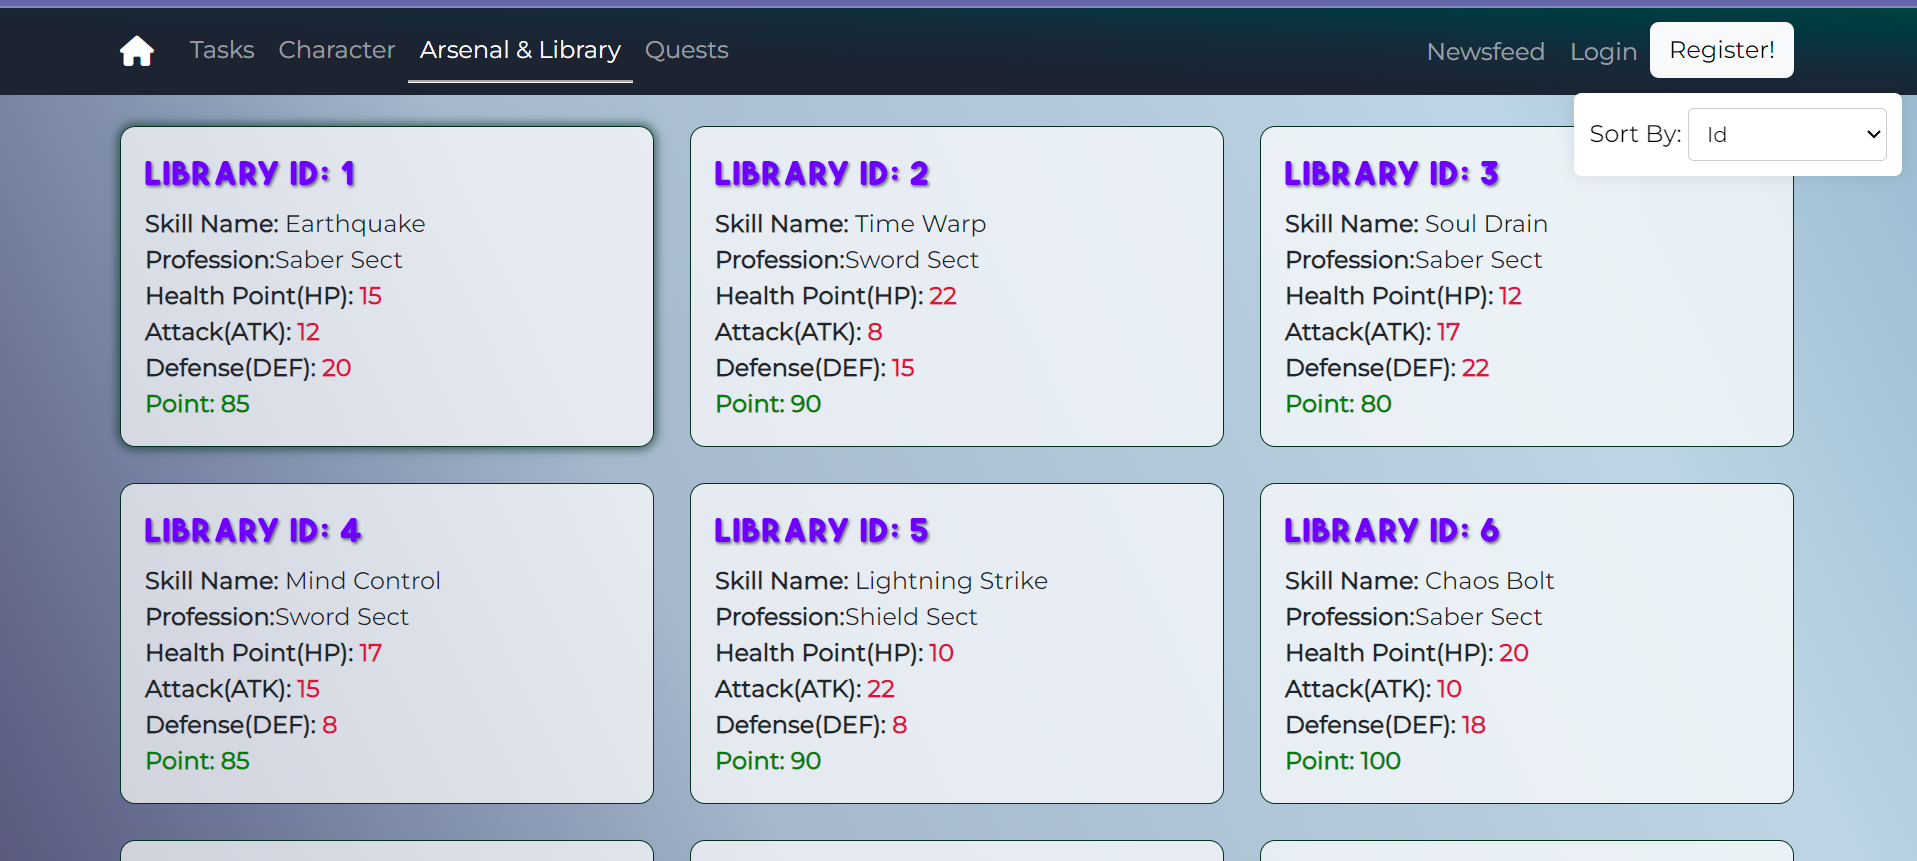 Tasks Character Arsenal & Library Quests Newsfeed Login Register!
Sort By: Id
LIBRARY ID: 1
Skill Name: Earthquake
Profession:Saber Sect
Health Point(HP): 15
Attack(ATK): 12
Defense(DEF): 20
Point: 85
LIBRARY ID: 2
Skill Name: Time Warp
Profession:Sword Sect
Health Point(HP): 22
Attack(ATK): 8
Defense(DEF): 15
Point: 90
LIBRARY ID: 3
Skill Name: Soul Drain
Profession:Saber Sect
Health Point(HP): 12
Attack(ATK): 17
Defense(DEF): 22
Point: 80
LIBRARY ID: 4
Skill Name: Mind Control
Profession:Sword Sect
Health Point(HP): 17
Attack(ATK): 15
Defense(DEF): 8
Point: 85
LIBRARY ID: 5
Skill Name: Lightning Strike
Profession:Shield Sect
Health Point(HP): 10
Attack(ATK): 22
Defense(DEF): 8
Point: 90
LIBRARY ID: 6
Skill Name: Chaos Bolt
Profession:Saber Sect
Health Point(HP): 20
Attack(ATK): 10
Defense(DEF): 18
Point: 100